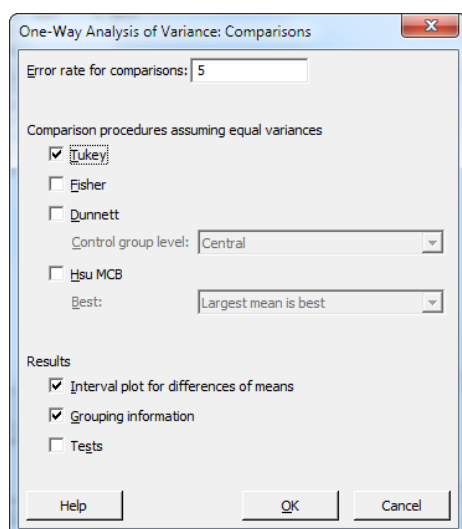 One-Way Analysis of Variance: Comparisons
Error rate for comparisons: 5
Comparison procedures assuming equal variances
Tukey
Fisher
Dunnett
Control group level: Central
Hsu MCB
Best: Largest mean is best
Results
Interval plot for differences of means
Grouping information
Tests
Help OK Cancel